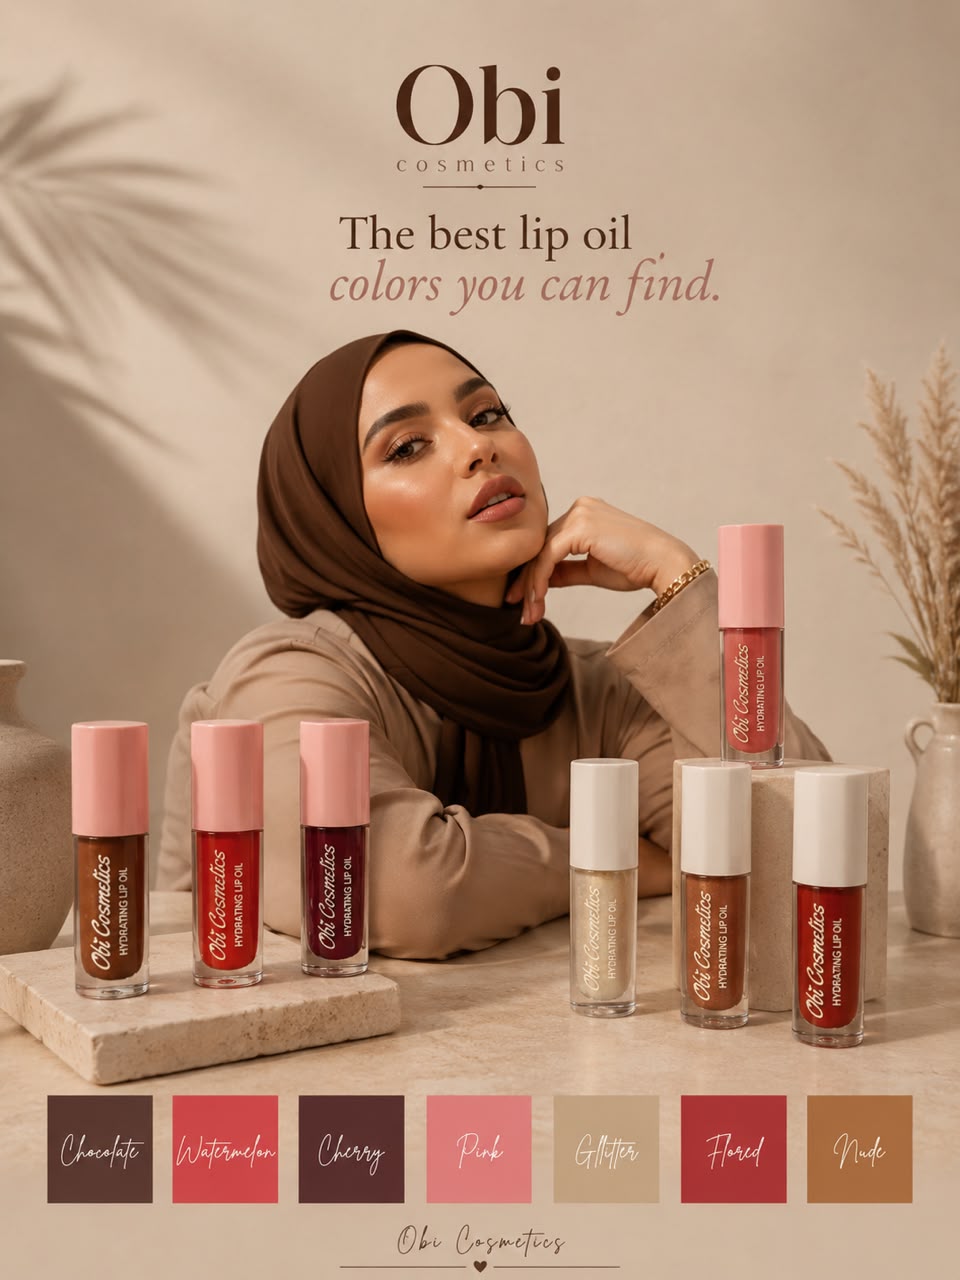 Obi
cosmetics
The best lip oil
colors you can find.
Obi Cosmetics
HYDRATING LIP OIL
Obi Cosmetics
HYDRATING LIP OIL
Obi Cosmetics
HYDRATING LIP OIL
Obi Cosmetics
HYDRATING LIP OIL
Obi Cosmetics
HYDRATING LIP OIL
Obi Cosmetics
HYDRATING LIP OIL
Obi Cosmetics
HYDRATING LIP OIL
Chocolate
Watermelon
Cherry
Pink
Gllitter
Flored
Nude
Obi Cosmetics